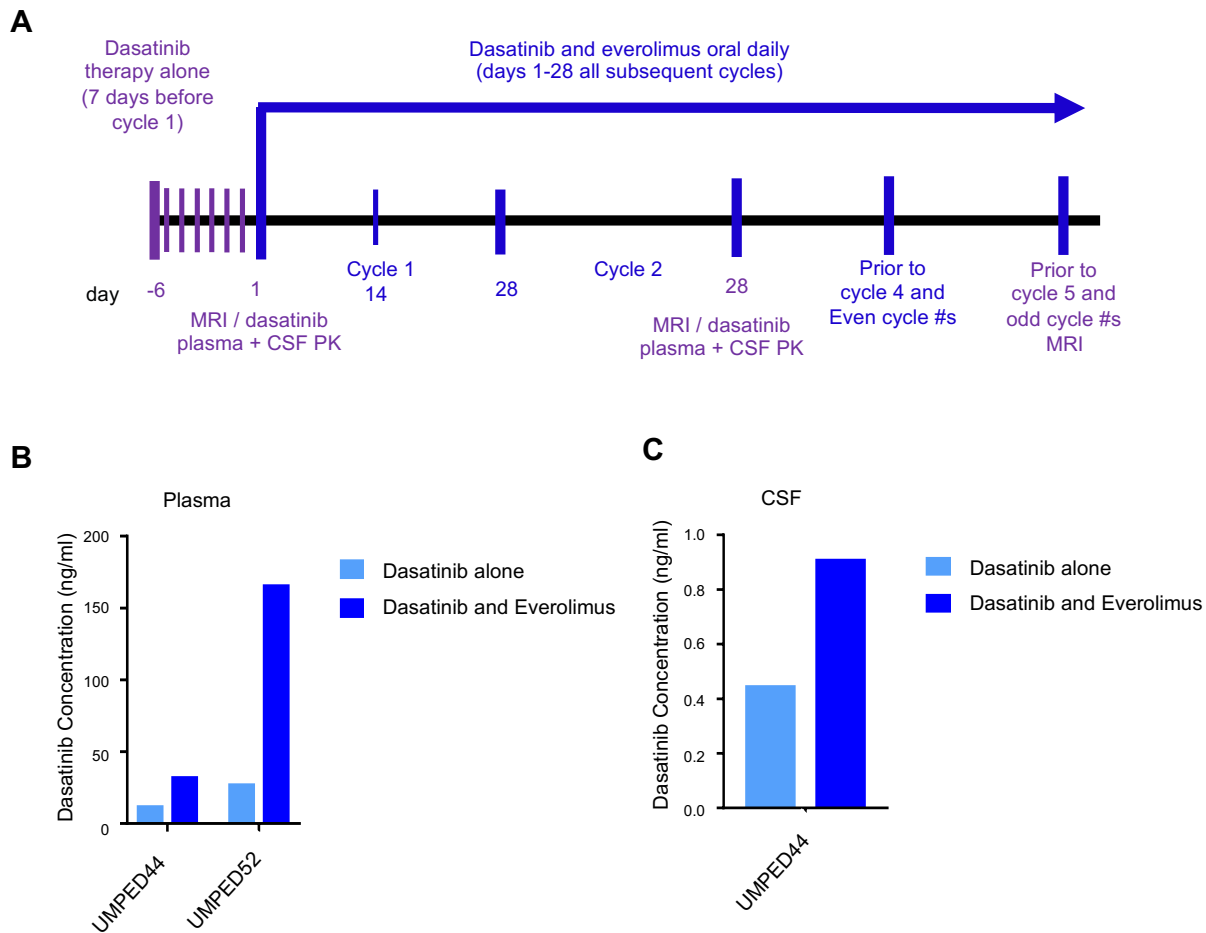 A
Dasatinib
therapy alone
(7 days before
cycle 1)
Dasatinib and everolimus oral daily
(days 1-28 all subsequent cycles)
day
-6
1
Cycle 1
14
28
Cycle 2
28
Prior to
cycle 4 and
Even cycle #s
Prior to
cycle 5 and
odd cycle #s
MRI
MRI / dasatinib
plasma + CSF PK
MRI / dasatinib
plasma + CSF PK
B
Plasma
Dasatinib Concentration (ng/ml)
200
150
100
50
0
UMPED44
UMPED52
Dasatinib alone
Dasatinib and Everolimus
C
CSF
Dasatinib Concentration (ng/ml)
1.0
0.8
0.6
0.4
0.2
0.0
UMPED44
Dasatinib alone
Dasatinib and Everolimus